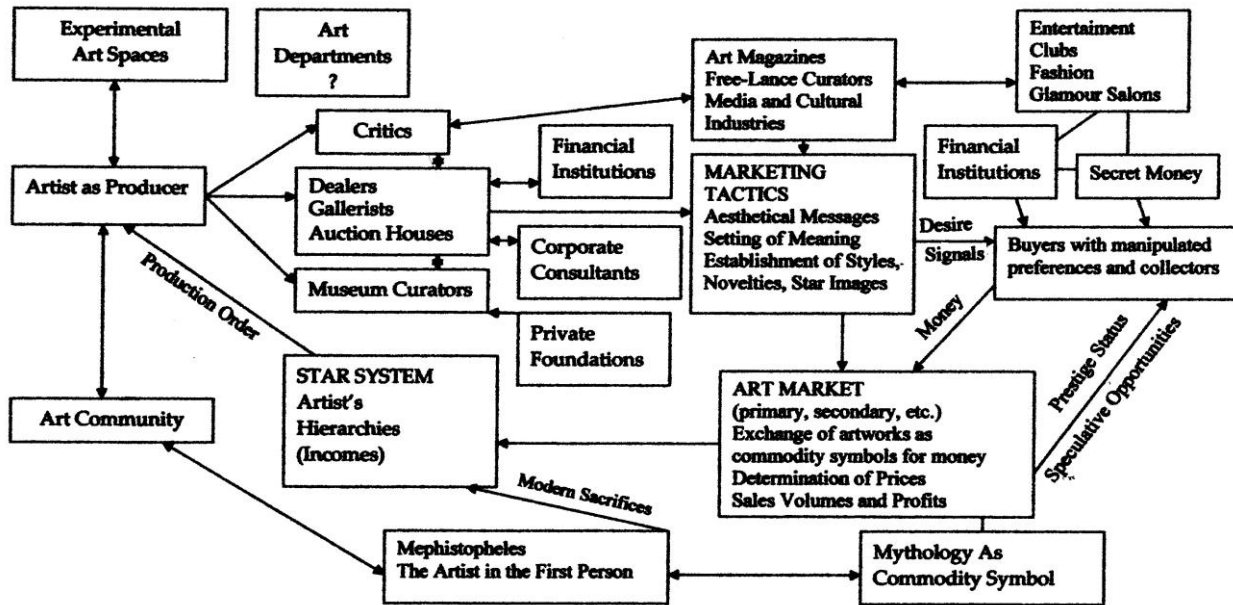 Experimental
Art Spaces
Art
Departments
?
Art Magazines
Free-Lance Curators
Media and Cultural
Industries
Entertaiment
Clubs
Fashion
Glamour Salons
Critics
Financial
Institutions
Financial
Institutions
Secret Money
Artist as Producer
Dealers
Gallerists
Auction Houses
MARKETING
TACTICS
Aesthetical Messages
Setting of Meaning
Establishment of Styles,
Novelties, Star Images
Desire
Signals
Buyers with manipulated
preferences and collectors
Corporate
Consultants
Museum Curators
Production Order
Private
Foundations
Money
Prestige Status
Speculative Opportunities
STAR SYSTEM
Artist's
Hierarchies
(Incomes)
ART MARKET
(primary, secondary, etc.)
Exchange of artworks as
commodity symbols for money
Determination of Prices
Sales Volumes and Profits
Art Community
Modern Sacrifices
Mephistopheles
The Artist in the First Person
Mythology As
Commodity Symbol